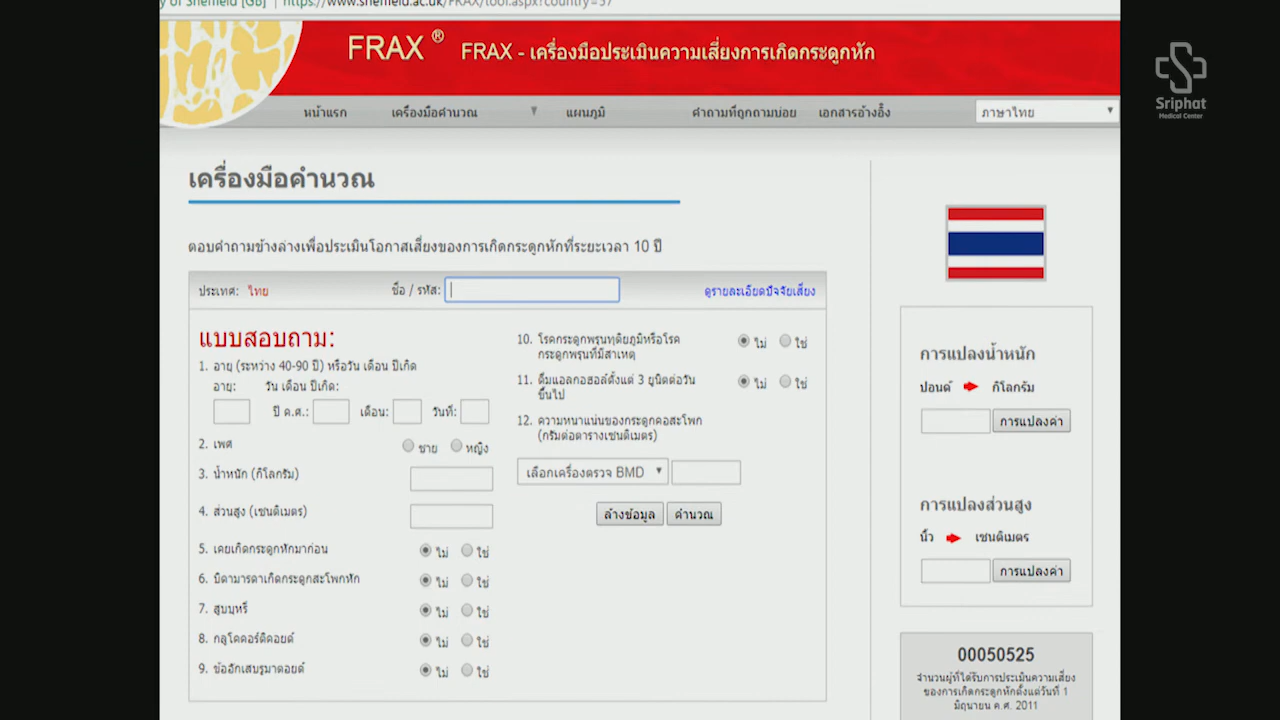 y of Sheffield [GB] | https://www.sheffield.ac.uk/FRAX/tool.aspx?country=57
FRAX ® FRAX - เครื่องมือประเมินความเสี่ยงการเกิดกระดูกหัก
Sriphat
Medical Center
หน้าแรก เครื่องมือคำนวณ ▼ แผนภูมิ คำถามที่ถูกถามบ่อย เอกสารอ้างอิ้ง ภาษาไทย
เครื่องมือคำนวณ
ตอบคำถามข้างล่างเพื่อประเมินโอกาสเสี่ยงของการเกิดกระดูกหักที่ระยะเวลา 10 ปี
ประเทศ: ไทย ชื่อ / รหัส: ดูรายละเอียดปัจจัยเสี่ยง
แบบสอบถาม:
1. อายุ (ระหว่าง 40-90 ปี) หรือวัน เดือน ปีเกิด
อายุ: วัน เดือน ปีเกิด:
ปี ค.ศ.: เดือน: วันที่:
2. เพศ ชาย หญิง
3. น้ำหนัก (กิโลกรัม)
4. ส่วนสูง (เซนติเมตร)
5. เคยเกิดกระดูกหักมาก่อน ไม่ ใช่
6. บิดามารดาเกิดกระดูกสะโพกหัก ไม่ ใช่
7. สูบบุหรี่ ไม่ ใช่
8. กลูโคคอร์ติคอยด์ ไม่ ใช่
9. ข้ออักเสบรูมาตอยด์ ไม่ ใช่
10. โรคกระดูกพรุนทุติยภูมิหรือโรค
กระดูกพรุนที่มีสาเหตุ ไม่ ใช่
11. ดื่มแอลกอฮอล์ตั้งแต่ 3 ยูนิตต่อวัน
ขึ้นไป ไม่ ใช่
12. ความหนาแน่นของกระดูกคอสะโพก
(กรัมต่อตารางเซนติเมตร)
เลือกเครื่องตรวจ BMD
ล้างข้อมูล คำนวณ
การแปลงน้ำหนัก
ปอนด์ กิโลกรัม
การแปลงค่า
การแปลงส่วนสูง
นิ้ว เซนติเมตร
การแปลงค่า
00050525
จำนวนผู้ที่ได้รับการประเมินความเสี่ยง
ของการเกิดกระดูกหักตั้งแต่วันที่ 1
มิถุนายน ค.ศ. 2011